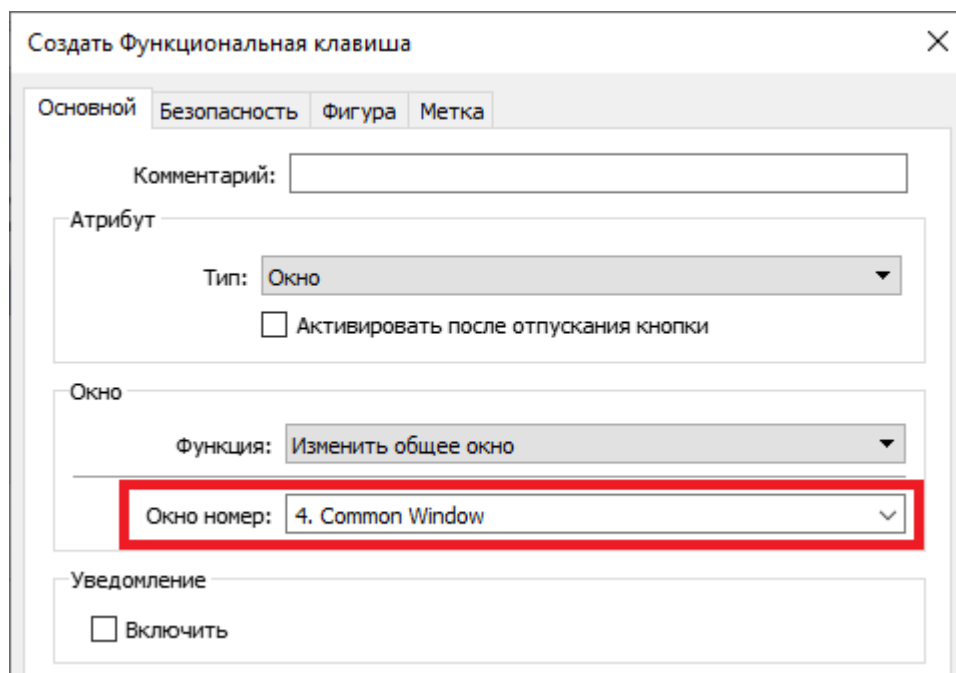 Создать Функциональная клавиша
Основной Безопасность Фигура Метка
Комментарий:
Атрибут
Тип: Окно
Активировать после отпускания кнопки
Окно
Функция: Изменить общее окно
Окно номер: 4. Common Window
Уведомление
Включить